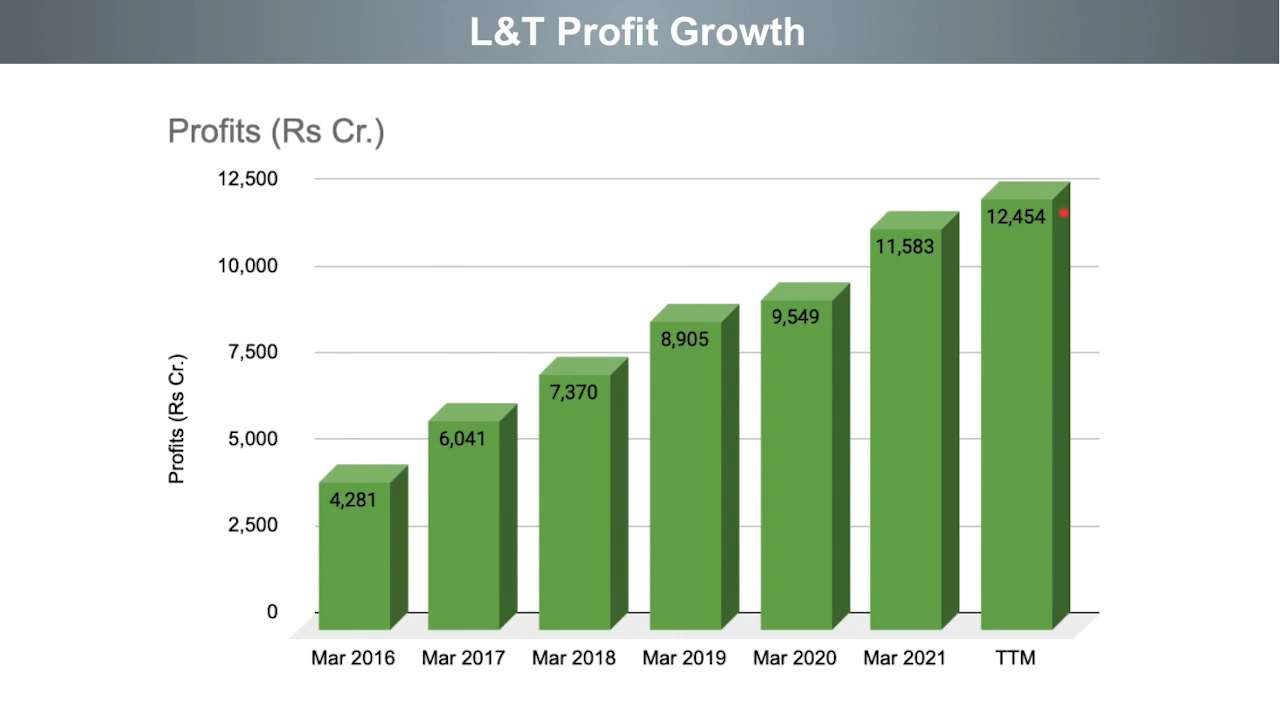 L&T Profit Growth
Profits (Rs Cr.)
12,500
10,000
7,500
5,000
2,500
0
Profits (Rs Cr.)
4,281
6,041
7,370
8,905
9,549
11,583
12,454
Mar 2016
Mar 2017
Mar 2018
Mar 2019
Mar 2020
Mar 2021
TTM